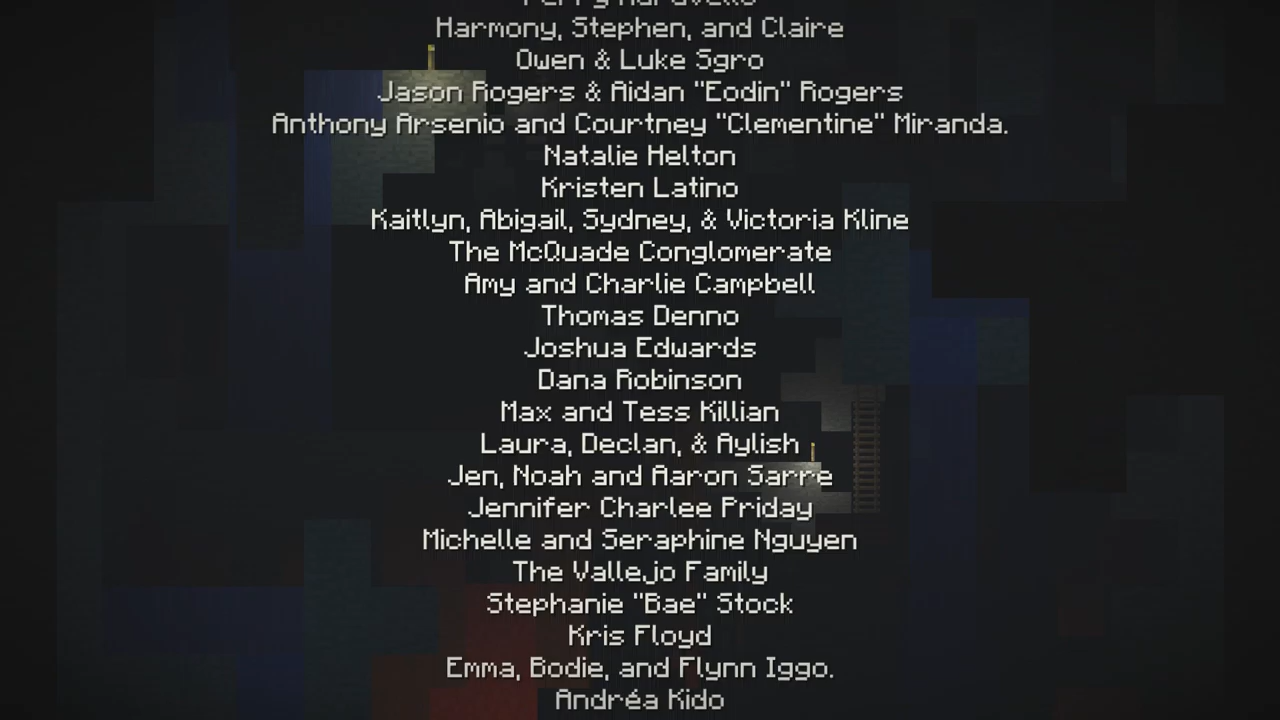 Harmony, Stephen, and Claire
Owen & Luke Sgro
Jason Rogers & Aidan "Eodin" Rogers
Anthony Arsenio and Courtney "Clementine" Miranda.
Natalie Helton
Kristen Latino
Kaitlyn, Abigail, Sydney, & Victoria Kline
The McQuade Conglomerate
Amy and Charlie Campbell
Thomas Denno
Joshua Edwards
Dana Robinson
Max and Tess Killian
Laura, Declan, & Aylish
Jen, Noah and Aaron Sarre
Jennifer Charlee Friday
Michelle and Seraphine Nguyen
The Vallejo Family
Stephanie "Bae" Stock
Kris Floyd
Emma, Bodie, and Flynn Iggo.
Andréa Kido